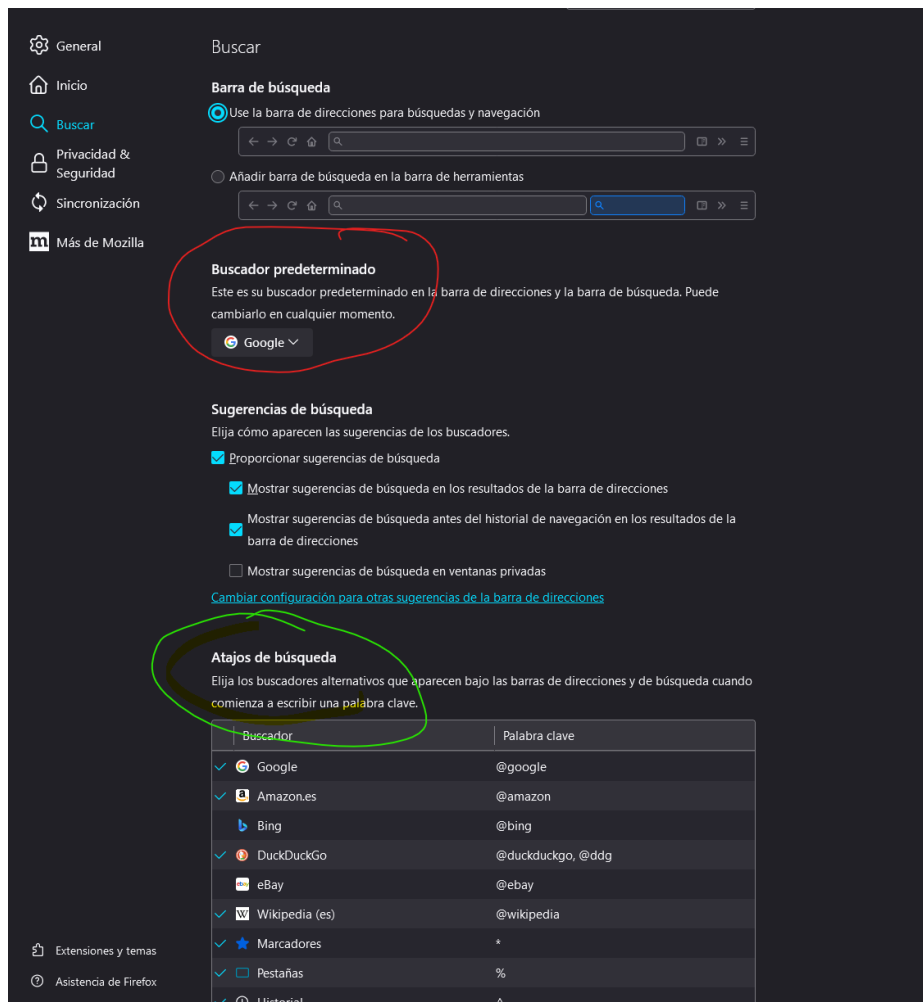 General
Inicio
Buscar
Privacidad &
Seguridad
Sincronización
m Más de Mozilla
Extensiones y temas
Asistencia de Firefox
Buscar
Barra de búsqueda
Use la barra de direcciones para búsquedas y navegación
Añadir barra de búsqueda en la barra de herramientas
Buscador predeterminado
Este es su buscador predeterminado en la barra de direcciones y la barra de búsqueda. Puede
cambiarlo en cualquier momento.
Google
Sugerencias de búsqueda
Elija cómo aparecen las sugerencias de los buscadores.
Proporcionar sugerencias de búsqueda
Mostrar sugerencias de búsqueda en los resultados de la barra de direcciones
Mostrar sugerencias de búsqueda antes del historial de navegación en los resultados de la
barra de direcciones
Mostrar sugerencias de búsqueda en ventanas privadas
Cambiar configuración para otras sugerencias de la barra de direcciones
Atajos de búsqueda
Elija los buscadores alternativos que aparecen bajo las barras de direcciones y de búsqueda cuando
comienza a escribir una palabra clave.
Buscador Palabra clave
Google @google
Amazon.es @amazon
Bing @bing
DuckDuckGo @duckduckgo, @ddg
eBay @ebay
Wikipedia (es) @wikipedia
Marcadores *
Pestañas %
Historial ^